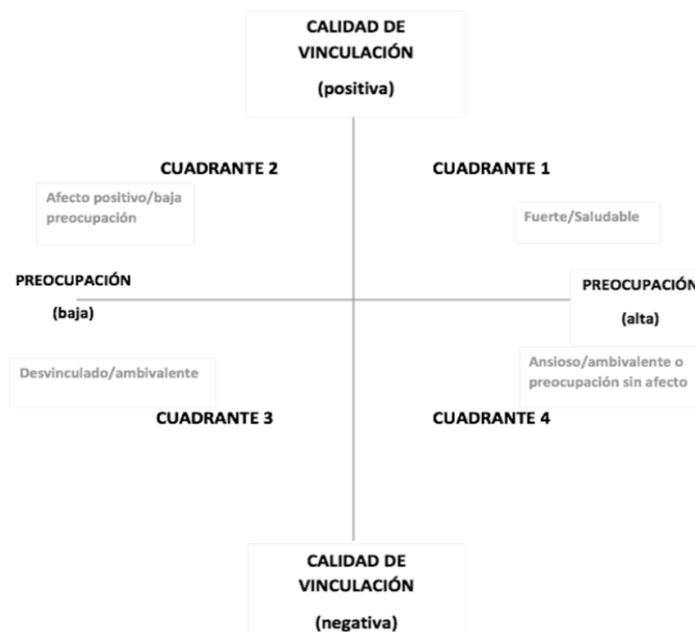 CALIDAD DE
VINCULACIÓN
(positiva)
CUADRANTE 2
CUADRANTE 1
Afecto positivo/baja
preocupación
Fuerte/Saludable
PREOCUPACIÓN
(baja)
PREOCUPACIÓN
(alta)
Desvinculado/ambivalente
Ansioso/ambivalente o
preocupación sin afecto
CUADRANTE 3
CUADRANTE 4
CALIDAD DE
VINCULACIÓN
(negativa)